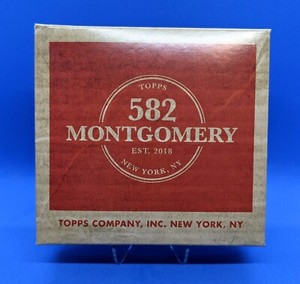 TOPPS
582
MONTGOMERY
EST. 2018
NEW YORK, NY
TOPPS COMPANY, INC. NEW YORK, NY